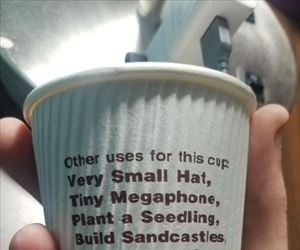 Other uses for this cup:
Very Small Hat,
Tiny Megaphone,
Plant a Seedling,
Build Sandcastles